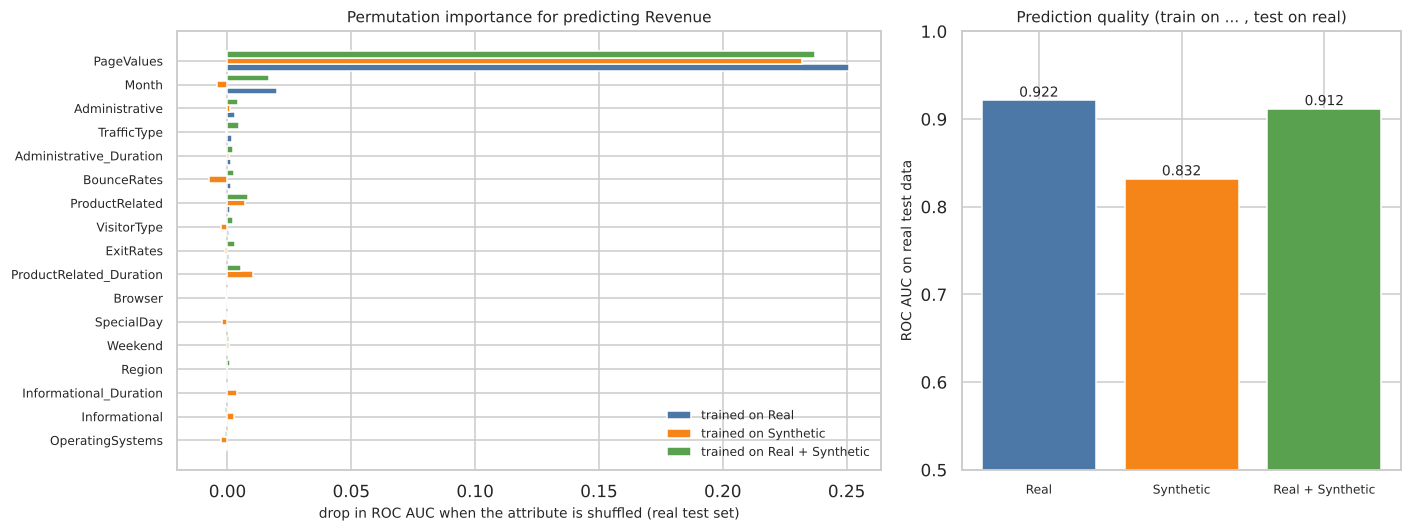 Permutation importance for predicting Revenue
PageValues
Month
Administrative
TrafficType
Administrative_Duration
BounceRates
ProductRelated
VisitorType
ExitRates
ProductRelated_Duration
Browser
SpecialDay
Weekend
Region
Informational_Duration
Informational
OperatingSystems
trained on Real
trained on Synthetic
trained on Real + Synthetic
0.00 0.05 0.10 0.15 0.20 0.25
drop in ROC AUC when the attribute is shuffled (real test set)
Prediction quality (train on ... , test on real)
ROC AUC on real test data
1.0
0.9
0.8
0.7
0.6
0.5
0.922
0.832
0.912
Real Synthetic Real + Synthetic